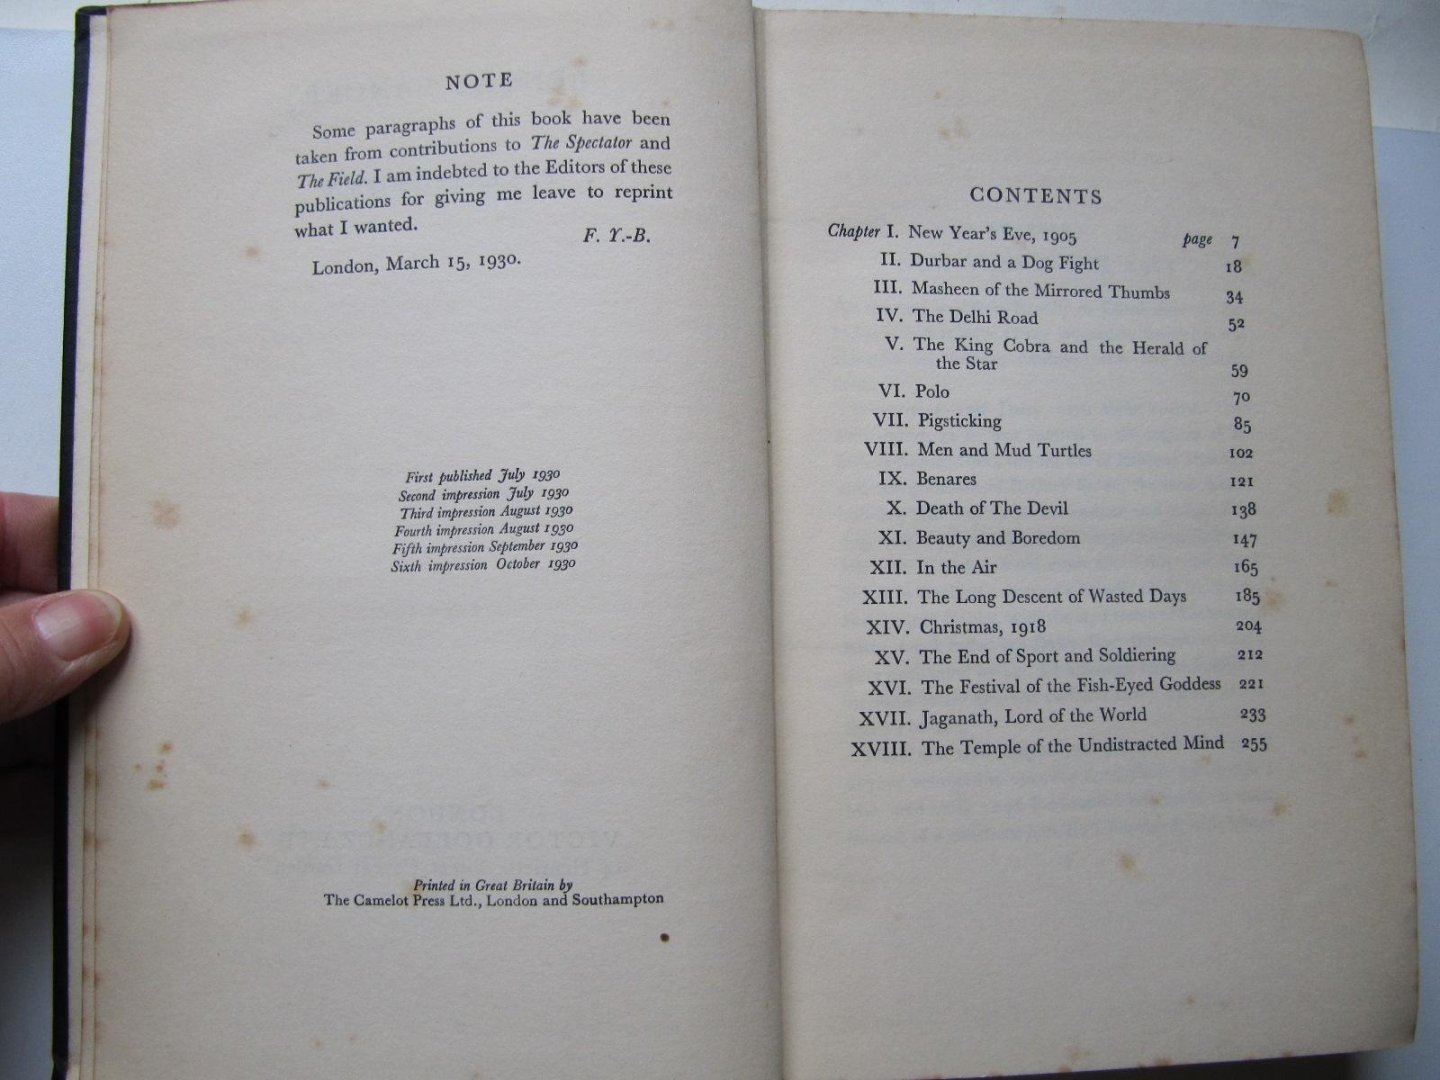 NOTE
Some paragraphs of this book have been
taken from contributions to The Spectator and
The Field. I am indebted to the Editors of these
publications for giving me leave to reprint
what I wanted.
F. Y.-B.
London, March 15, 1930.
First published July 1930
Second impression July 1930
Third impression August 1930
Fourth impression August 1930
Fifth impression September 1930
Sixth impression October 1930
Printed in Great Britain by
The Camelot Press Ltd., London and Southampton
CONTENTS
Chapter I. New Year's Eve, 1905 page 7
II. Durbar and a Dog Fight 18
III. Masheen of the Mirrored Thumbs 34
IV. The Delhi Road 52
V. The King Cobra and the Herald of
the Star 59
VI. Polo 70
VII. Pigsticking 85
VIII. Men and Mud Turtles 102
IX. Benares 121
X. Death of The Devil 138
XI. Beauty and Boredom 147
XII. In the Air 165
XIII. The Long Descent of Wasted Days 185
XIV. Christmas, 1918 204
XV. The End of Sport and Soldiering 212
XVI. The Festival of the Fish-Eyed Goddess 221
XVII. Jaganath, Lord of the World 233
XVIII. The Temple of the Undistracted Mind 255